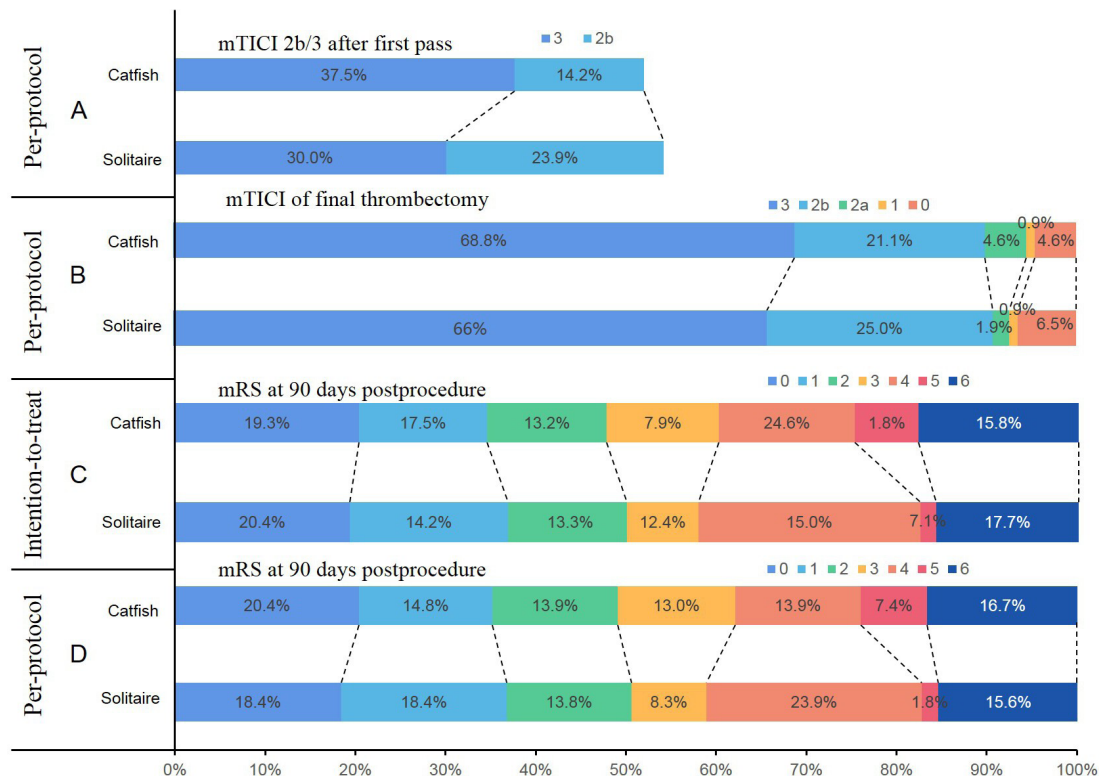 Per-protocol
A
mTICI 2b/3 after first pass
3 2b
Catfish
37.5% 14.2%
Solitaire
30.0% 23.9%
Per-protocol
B
mTICI of final thrombectomy
3 2b 2a 1 0
Catfish
68.8% 21.1% 4.6% 0.9% 4.6%
Solitaire
66% 25.0% 1.9% 0.9% 6.5%
Intention-to-treat
C
mRS at 90 days postprocedure
0 1 2 3 4 5 6
Catfish
19.3% 17.5% 13.2% 7.9% 24.6% 1.8% 15.8%
Solitaire
20.4% 14.2% 13.3% 12.4% 15.0% 7.1% 17.7%
Per-protocol
D
mRS at 90 days postprocedure
0 1 2 3 4 5 6
Catfish
20.4% 14.8% 13.9% 13.0% 13.9% 7.4% 16.7%
Solitaire
18.4% 18.4% 13.8% 8.3% 23.9% 1.8% 15.6%
0% 10% 20% 30% 40% 50% 60% 70% 80% 90% 100%